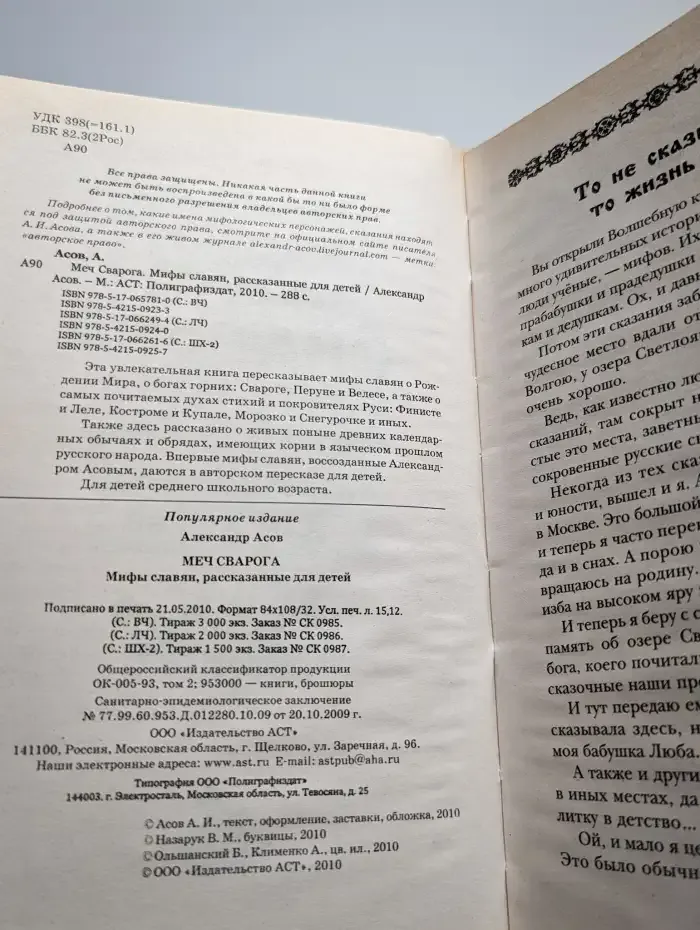 УДК 398(=161.1)
ББК 82.3(2Рос)
А90
Все права защищены. Никакая часть данной книги
не может быть воспроизведена в какой бы то ни было форме
без письменного разрешения владельцев авторских прав.
Подробнее о том, какие имена мифологических персонажей, сказания находят
ся под защитой авторского права, смотрите на официальном сайте писателя
А. И. Асова, а также в его живом журнале alexandr-acov.livejournal.com — метка
«авторское право».
Асов, А.
А90 Меч Сварога. Мифы славян, рассказанные для детей / Александр
Асов. – М.: АСТ: Полиграфиздат, 2010. – 288 с.
ISBN 978-5-17-065781-0 (С.: ВЧ)
ISBN 978-5-4215-0923-3
ISBN 978-5-17-066249-4 (С.: ЛЧ)
ISBN 978-5-4215-0924-0
ISBN 978-5-17-066261-6 (С.: ШХ-2)
ISBN 978-5-4215-0925-7
Эта увлекательная книга пересказывает мифы славян о Рож-
дении Мира, о богах горних: Свароге, Перуне и Велесе, а также о
самых почитаемых духах стихий и покровителях Руси: Финисте
и Леле, Костроме и Купале, Морозко и Снегурочке и иных.
Также здесь рассказано о живых поныне древних календар-
ных обычаях и обрядах, имеющих корни в языческом прошлом
русского народа. Впервые мифы славян, воссозданные Александ-
ром Асовым, даются в авторском пересказе для детей.
Для детей среднего школьного возраста.
Популярное издание
Александр Асов
МЕЧ СВАРОГА
Мифы славян, рассказанные для детей
Подписано в печать 21.05.2010. Формат 84х108/32. Усл. печ. л. 15,12.
(С.: ВЧ). Тираж 3 000 экз. Заказ № СК 0985.
(С.: ЛЧ). Тираж 2 000 экз. Заказ № СК 0986.
(С.: ШХ-2). Тираж 1 500 экз. Заказ № СК 0987.
Общероссийский классификатор продукции
ОК-005-93, том 2; 953000 — книги, брошюры
Санитарно-эпидемиологическое заключение
№ 77.99.60.953.Д.012280.10.09 от 20.10.2009 г.
ООО «Издательство АСТ»
141100, Россия, Московская область, г. Щелково, ул. Заречная, д. 96.
Наши электронные адреса: www.ast.ru E-mail: astpub@aha.ru
Типография ООО «Полиграфиздат»
144003. г. Электросталь, Московская область, ул. Тевосяна, д. 25
© Асов А. И., текст, оформление, заставки, обложка, 2010
© Назарук В. М., буквицы, 2010
© Ольшанский Б., Клименко А., цв. ил., 2010
© ООО «Издательство АСТ», 2010
То не сказ
то жизнь
Вы открыли Волшебную к
много удивительных истори
люди учёные, — мифов. Их
прабабушки и прадедушки
кам и дедушкам. Ох, и давн
Потом эти сказания заб
чудесное место вдали от
Волгою, у озера Светлоя
очень хорошо.
Ведь, как известно лю
сказаний, там сокрыт н
стые это места, заветны
сокровенные русские ск
Некогда из тех сказ
и юности, вышел и я. А
в Москве. Это большой
и теперь я часто перен
да и в снах. А порою
вращаюсь на родину.
изба на высоком яру
И теперь я беру с с
память об озере Св
бога, коего почитал
сказочные наши пре
И тут передаю ем
сказывала здесь, н
моя бабушка Люба.
А также и други
в иных местах, да
литку в детство...
Ой, и мало я це
Это было обычн